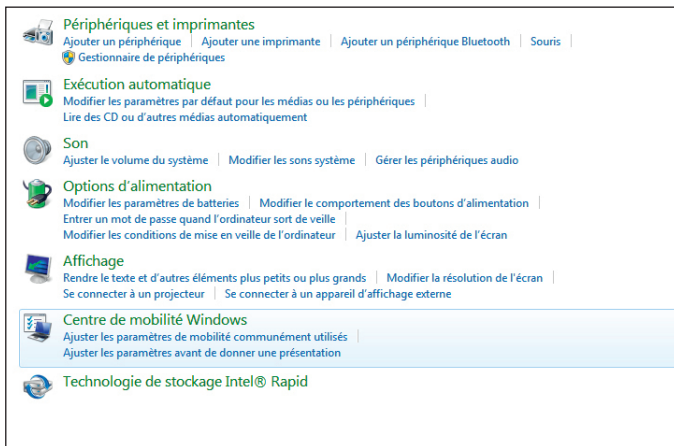 Périphériques et imprimantes
Ajouter un périphérique | Ajouter une imprimante | Ajouter un périphérique Bluetooth | Souris |
Gestionnaire de périphériques
Exécution automatique
Modifier les paramètres par défaut pour les médias ou les périphériques |
Lire des CD ou d'autres médias automatiquement
Son
Ajuster le volume du système | Modifier les sons système | Gérer les périphériques audio
Options d'alimentation
Modifier les paramètres de batteries | Modifier le comportement des boutons d'alimentation |
Entrer un mot de passe quand l'ordinateur sort de veille |
Modifier les conditions de mise en veille de l'ordinateur | Ajuster la luminosité de l'écran
Affichage
Rendre le texte et d'autres éléments plus petits ou plus grands | Modifier la résolution de l'écran |
Se connecter à un projecteur | Se connecter à un appareil d'affichage externe
Centre de mobilité Windows
Ajuster les paramètres de mobilité communément utilisés |
Ajuster les paramètres avant de donner une présentation
Technologie de stockage Intel® Rapid